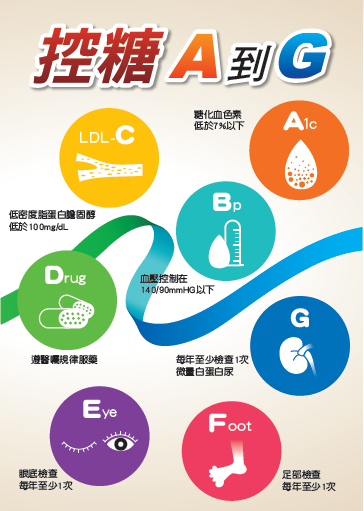 控糖 A 到 G
糖化血色素
低於7%以下
A1c
LDL-C
低密度脂蛋白膽固醇
低於100mg/dL
Bp
血壓控制在
140/90mmHG以下
Drug
遵醫囑規律服藥
G
每年至少檢查1次
微量白蛋白尿
Eye
眼底檢查
每年至少1次
Foot
足部檢查
每年至少1次